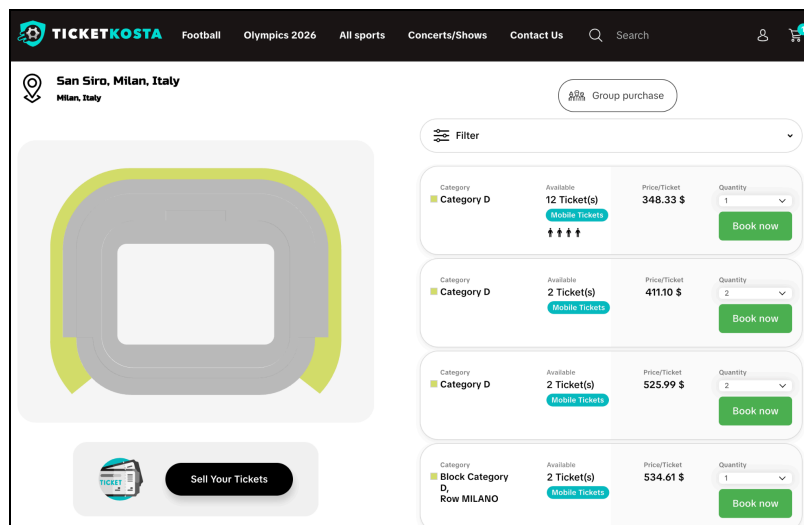 TICKETKOSTA Football Olympics 2026 All sports Concerts/Shows Contact Us Search
San Siro, Milan, Italy
Milan, Italy
Group purchase
Filter
Category Available Price/Ticket Quantity
Category D 12 Ticket(s) 348.33 $ 1
Mobile Tickets
Book now
Category Available Price/Ticket Quantity
Category D 2 Ticket(s) 411.10 $ 2
Mobile Tickets
Book now
Category Available Price/Ticket Quantity
Category D 2 Ticket(s) 525.99 $ 2
Mobile Tickets
Book now
Category Available Price/Ticket Quantity
Block Category 2 Ticket(s) 534.61 $ 1
D,
Mobile Tickets
Row MILANO
Book now
TICKET
Sell Your Tickets